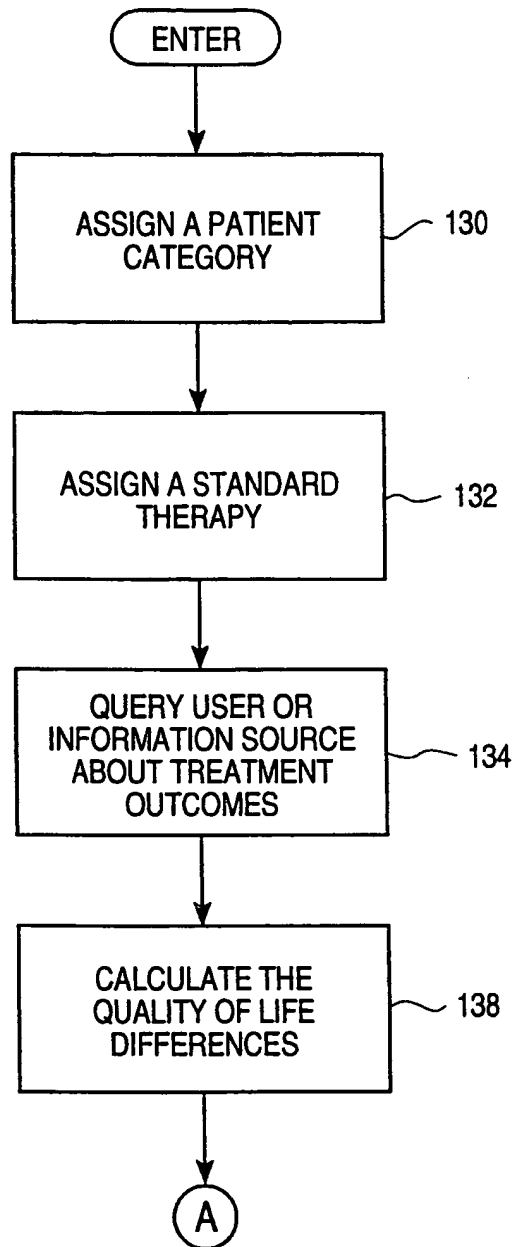 ENTER
ASSIGN A PATIENT
CATEGORY
130
ASSIGN A STANDARD
THERAPY
132
QUERY USER OR
INFORMATION SOURCE
ABOUT TREATMENT
OUTCOMES
134
CALCULATE THE
QUALITY OF LIFE
DIFFERENCES
138
A